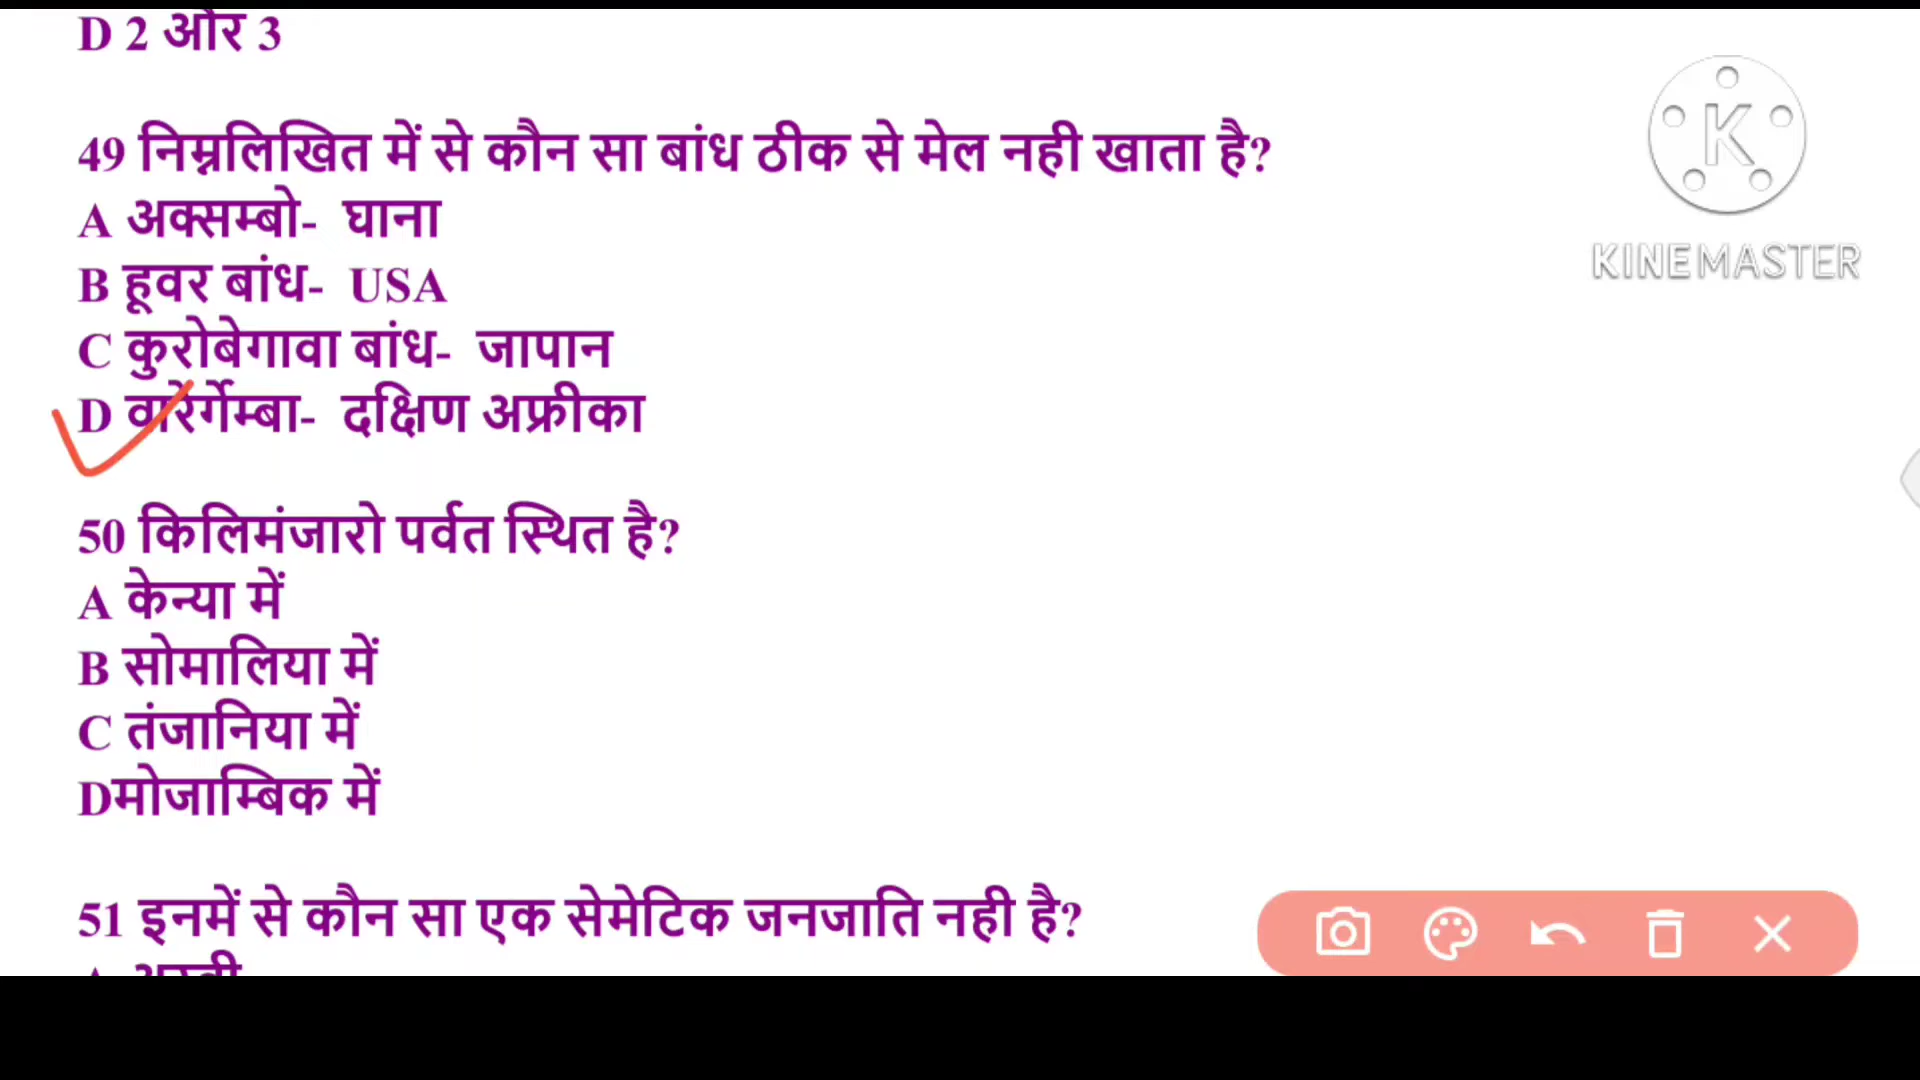 D 2 और 3
49 निम्नलिखित में से कौन सा बांध ठीक से मेल नही खाता है?
A अक्सम्बो- घाना
B हूवर बांध- USA
C कुरोबेगावा बांध- जापान
D वारेर्गेम्बा- दक्षिण अफ्रीका
50 किलिमंजारो पर्वत स्थित है?
A केन्या में
B सोमालिया में
C तंजानिया में
Dमोजाम्बिक में
51 इनमें से कौन सा एक सेमेटिक जनजाति नही है?
K
KINEMASTER